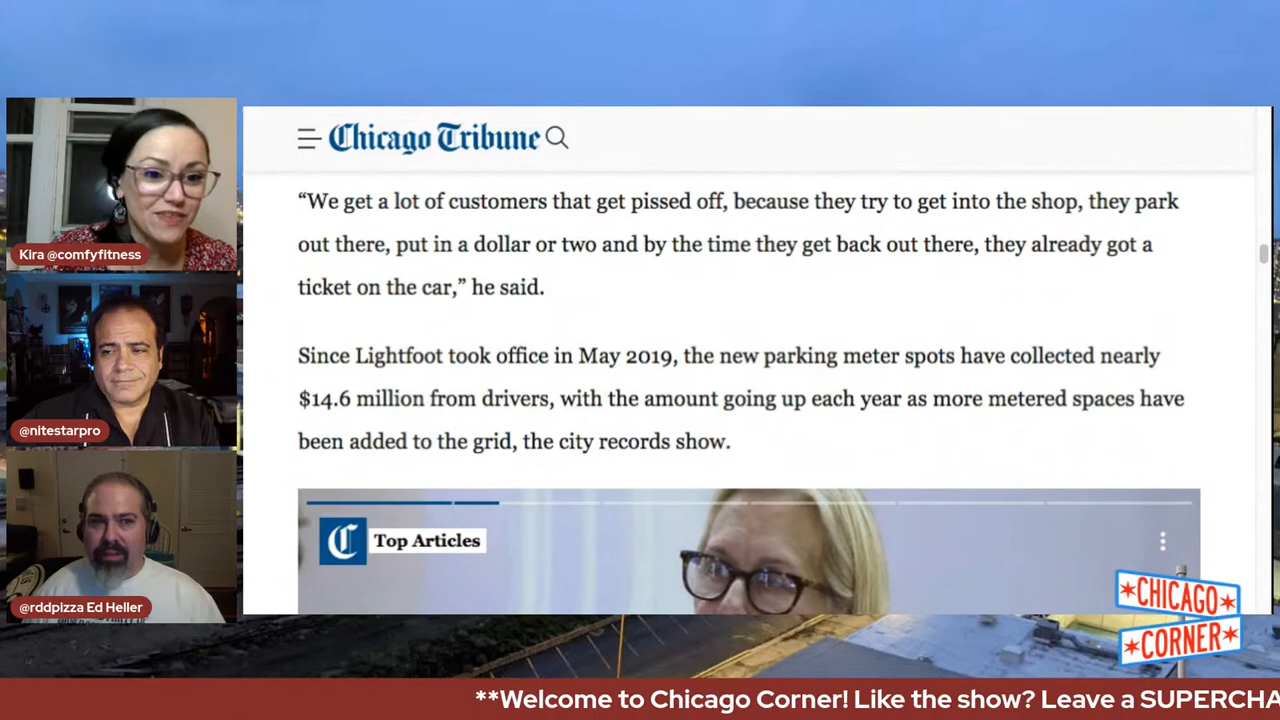 Chicago Tribune
“We get a lot of customers that get pissed off, because they try to get into the shop, they park
out there, put in a dollar or two and by the time they get back out there, they already got a
ticket on the car,” he said.
Since Lightfoot took office in May 2019, the new parking meter spots have collected nearly
$14.6 million from drivers, with the amount going up each year as more metered spaces have
been added to the grid, the city records show.
C Top Articles
Kira @comfyfitness
@nitestarpro
@rddpizza Ed Heller
*CHICAGO*
*CORNER*
**Welcome to Chicago Corner! Like the show? Leave a SUPERCHA